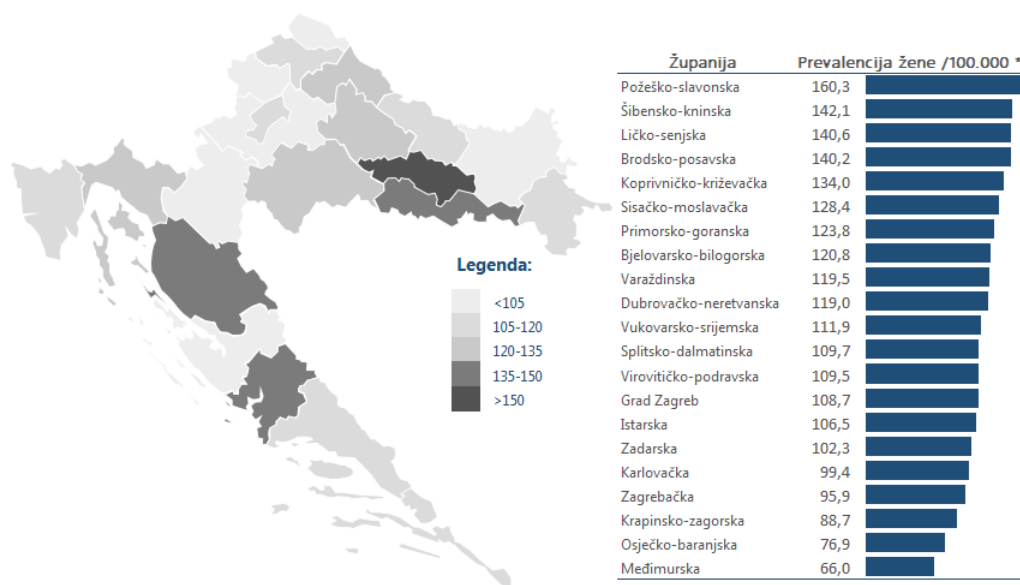 Legenda:
<105
105-120
120-135
135-150
>150
Županija Prevalencija žene /100.000 *
Požeško-slavonska 160,3
Šibensko-kninska 142,1
Ličko-senjska 140,6
Brodsko-posavska 140,2
Koprivničko-križevačka 134,0
Sisačko-moslavačka 128,4
Primorsko-goranska 123,8
Bjelovarsko-bilogorska 120,8
Varaždinska 119,5
Dubrovačko-neretvanska 119,0
Vukovarsko-srijemska 111,9
Splitsko-dalmatinska 109,7
Virovitičko-podravska 109,5
Grad Zagreb 108,7
Istarska 106,5
Zadarska 102,3
Karlovačka 99,4
Zagrebačka 95,9
Krapinsko-zagorska 88,7
Osječko-baranjska 76,9
Međimurska 66,0